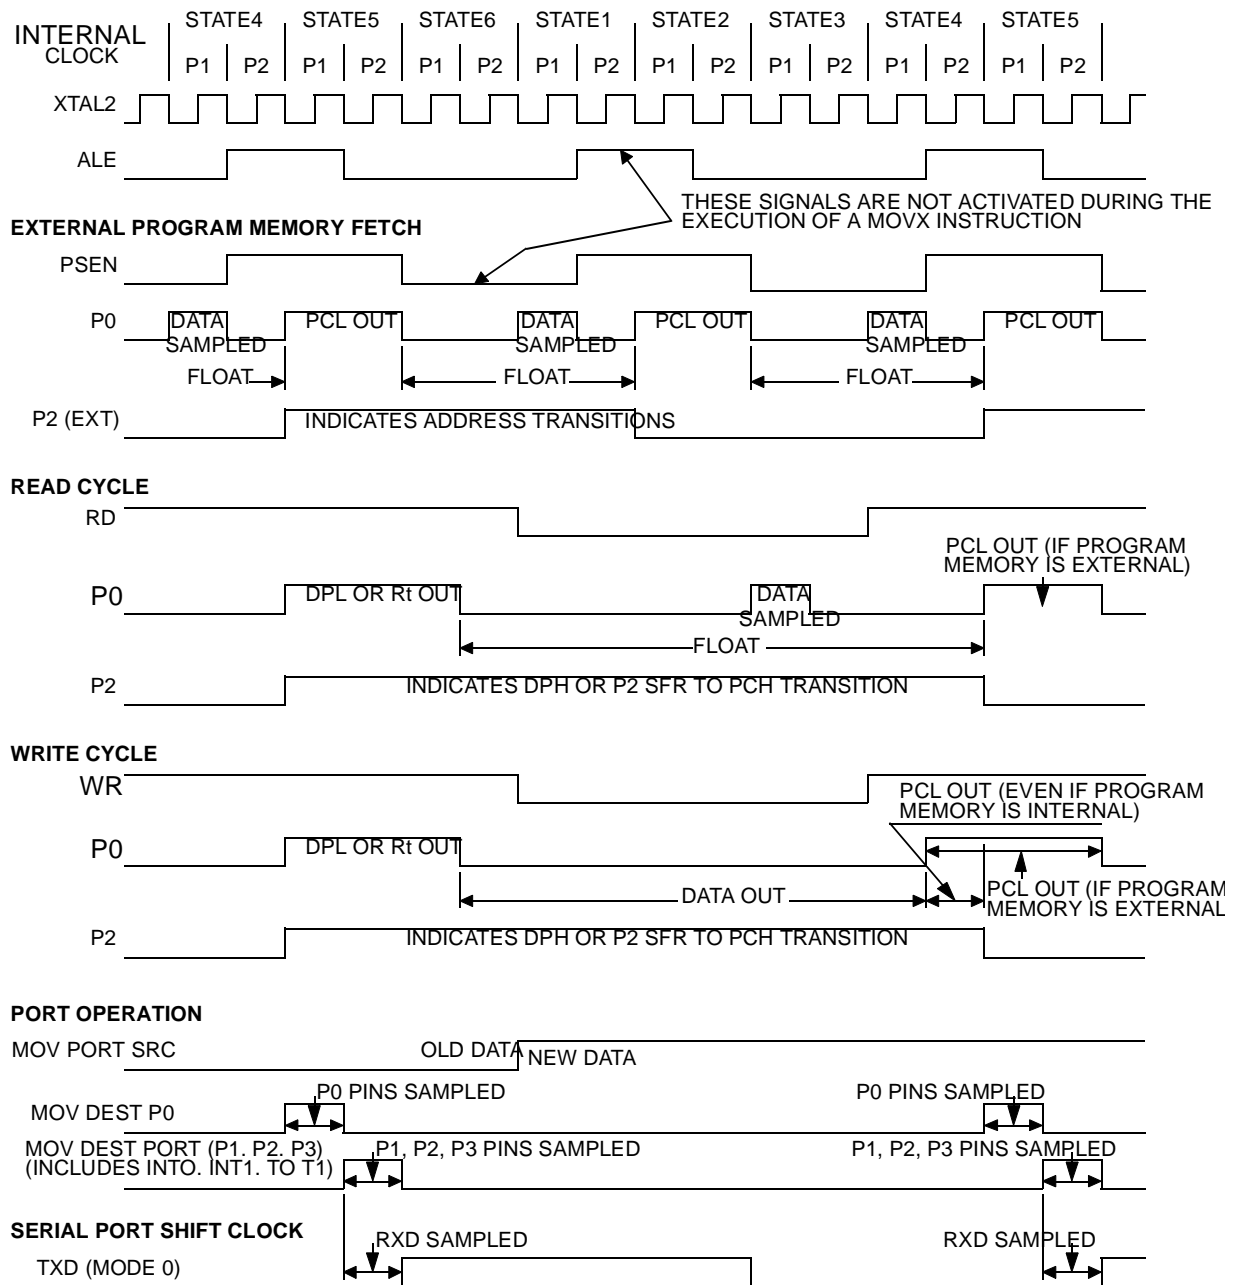 INTERNAL CLOCK
STATE4 STATE5 STATE6 STATE1 STATE2 STATE3 STATE4 STATE5
P1 P2 P1 P2 P1 P2 P1 P2 P1 P2 P1 P2 P1 P2 P1 P2
XTAL2
ALE
THESE SIGNALS ARE NOT ACTIVATED DURING THE
EXECUTION OF A MOVX INSTRUCTION
EXTERNAL PROGRAM MEMORY FETCH
PSEN
P0 DATA PCL OUT DATA PCL OUT DATA PCL OUT
SAMPLED SAMPLED SAMPLED
FLOAT FLOAT FLOAT
P2 (EXT) INDICATES ADDRESS TRANSITIONS
READ CYCLE
RD
PCL OUT (IF PROGRAM
MEMORY IS EXTERNAL)
P0 DPL OR Rt OUT DATA
SAMPLED
FLOAT
P2 INDICATES DPH OR P2 SFR TO PCH TRANSITION
WRITE CYCLE
WR
PCL OUT (EVEN IF PROGRAM
MEMORY IS INTERNAL)
P0 DPL OR Rt OUT
DATA OUT
PCL OUT (IF PROGRAM
MEMORY IS EXTERNAL
P2 INDICATES DPH OR P2 SFR TO PCH TRANSITION
PORT OPERATION
MOV PORT SRC OLD DATA NEW DATA
P0 PINS SAMPLED P0 PINS SAMPLED
MOV DEST P0
MOV DEST PORT (P1. P2. P3) P1, P2, P3 PINS SAMPLED P1, P2, P3 PINS SAMPLED
(INCLUDES INTO. INT1. TO T1)
SERIAL PORT SHIFT CLOCK
RXD SAMPLED RXD SAMPLED
TXD (MODE 0)